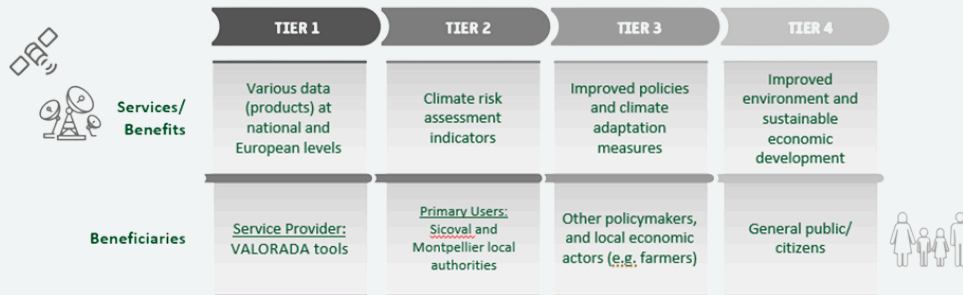 TIER 1
TIER 2
TIER 3
TIER 4
Services/
Benefits
Various data
(products) at
national and
European levels
Climate risk
assessment
indicators
Improved policies
and climate
adaptation
measures
Improved
environment and
sustainable
economic
development
Beneficiaries
Service Provider:
VALORADA tools
Primary Users:
Sicoval and
Montpellier local
authorities
Other policymakers,
and local economic
actors (e.g. farmers)
General public/
citizens